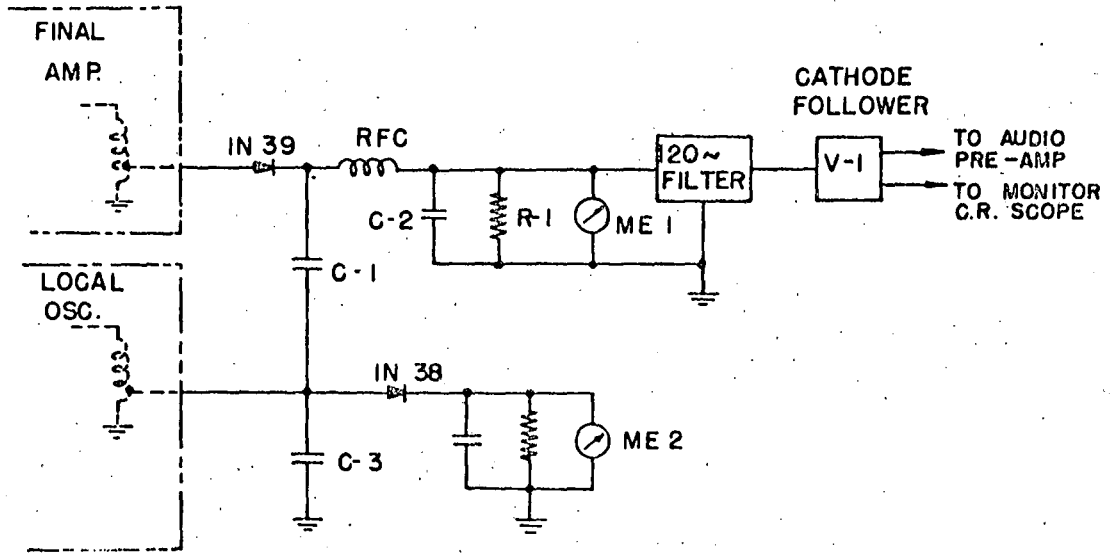 FINAL
AMP.
IN 39
RFC
C-2
R-1
ME 1
120~
FILTER
CATHODE
FOLLOWER
V-1
TO AUDIO
PRE-AMP
TO MONITOR
C.R. SCOPE
C-1
LOCAL
OSC.
IN 38
C-3
ME 2